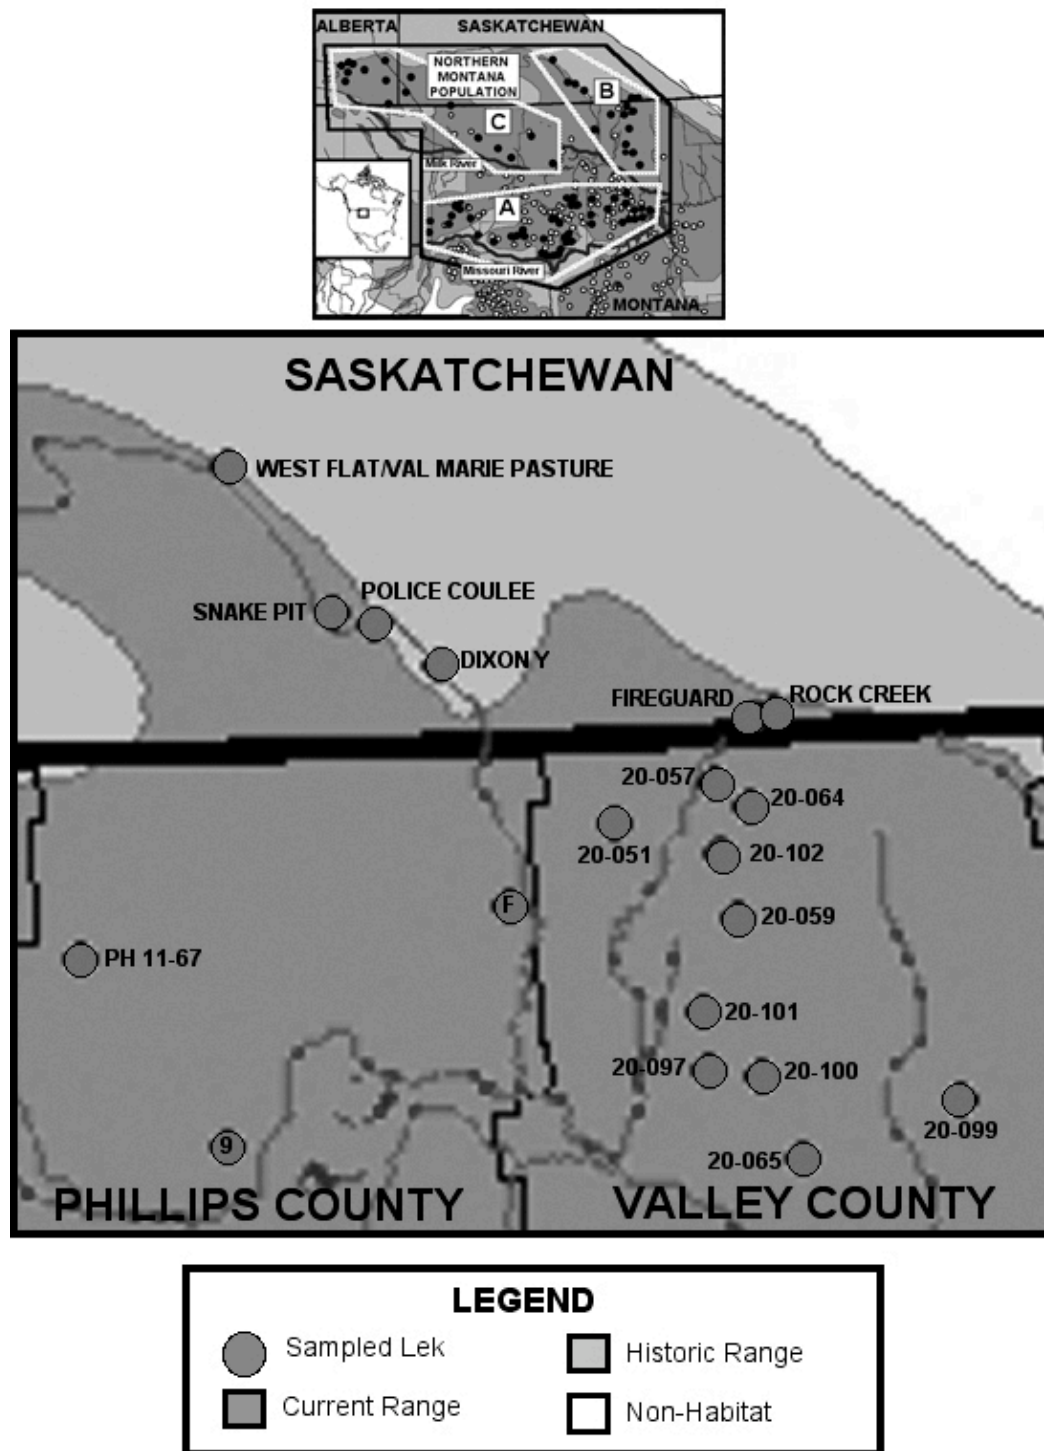 ALBERTA SASKATCHEWAN
NORTHERN
MONTANA
POPULATION
B
C
Milk River
A
Missouri River
MONTANA
SASKATCHEWAN
WEST FLAT/VAL MARIE PASTURE
POLICE COULEE
SNAKE PIT
DIXON Y
ROCK CREEK
FIREGUARD
20-057
20-064
20-051
20-102
F
20-059
PH 11-67
20-101
20-097
20-100
20-099
9
20-065
PHILLIPS COUNTY
VALLEY COUNTY
LEGEND
Sampled Lek
Historic Range
Current Range
Non-Habitat